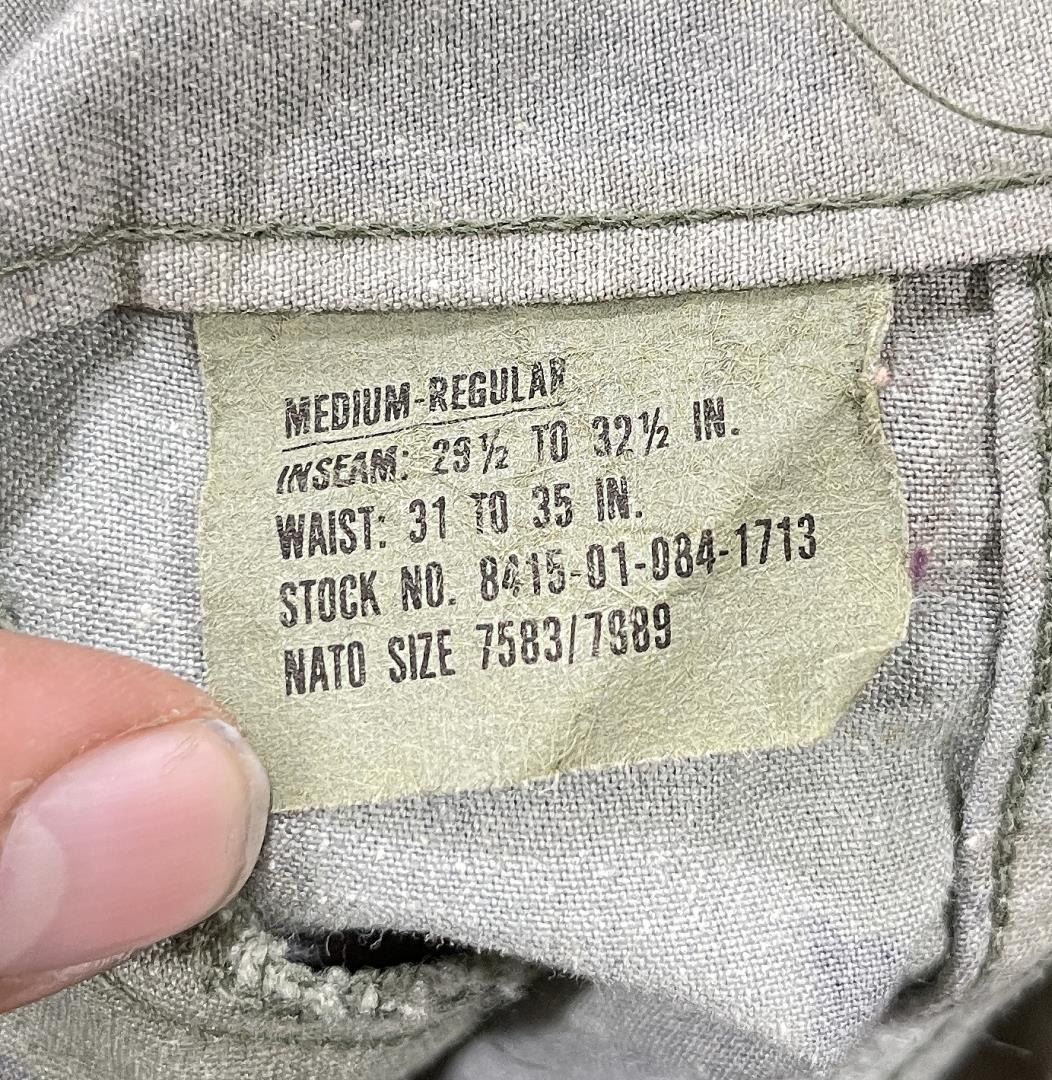 MEDIUM-REGULAR
INSEAM: 29½ TO 32½ IN.
WAIST: 31 TO 35 IN.
STOCK NO. 8415-01-084-1713
NATO SIZE 7583/7989